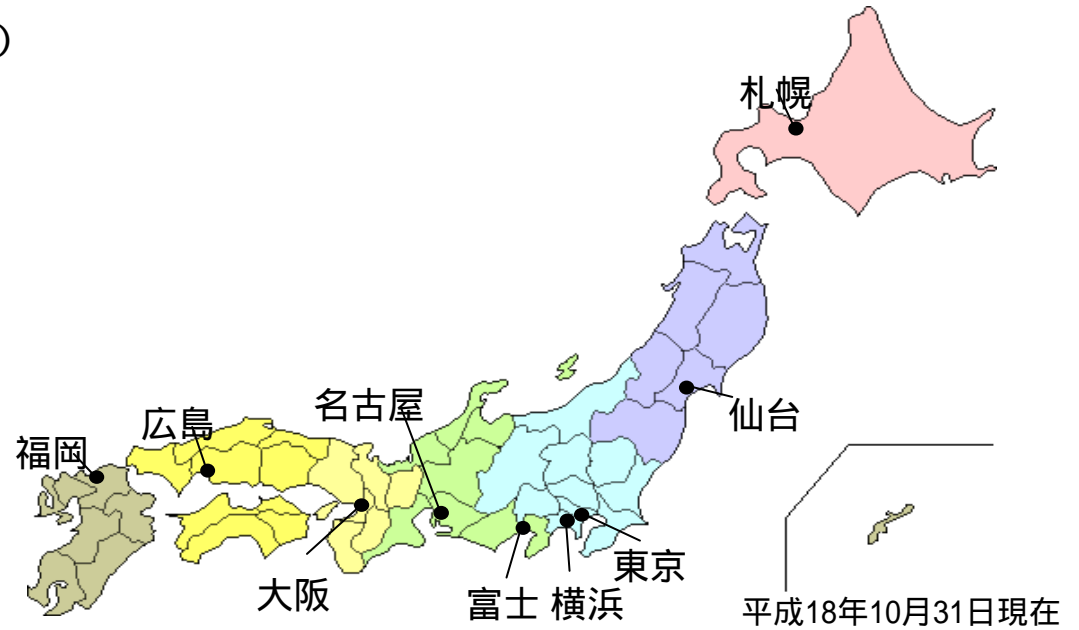 )
札幌
仙台
名古屋
広島
福岡
大阪
富士
横浜
東京
平成18年10月31日現在